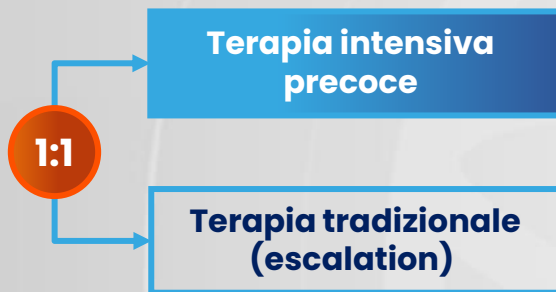 Terapia intensiva
precoce
1:1
Terapia tradizionale
(escalation)